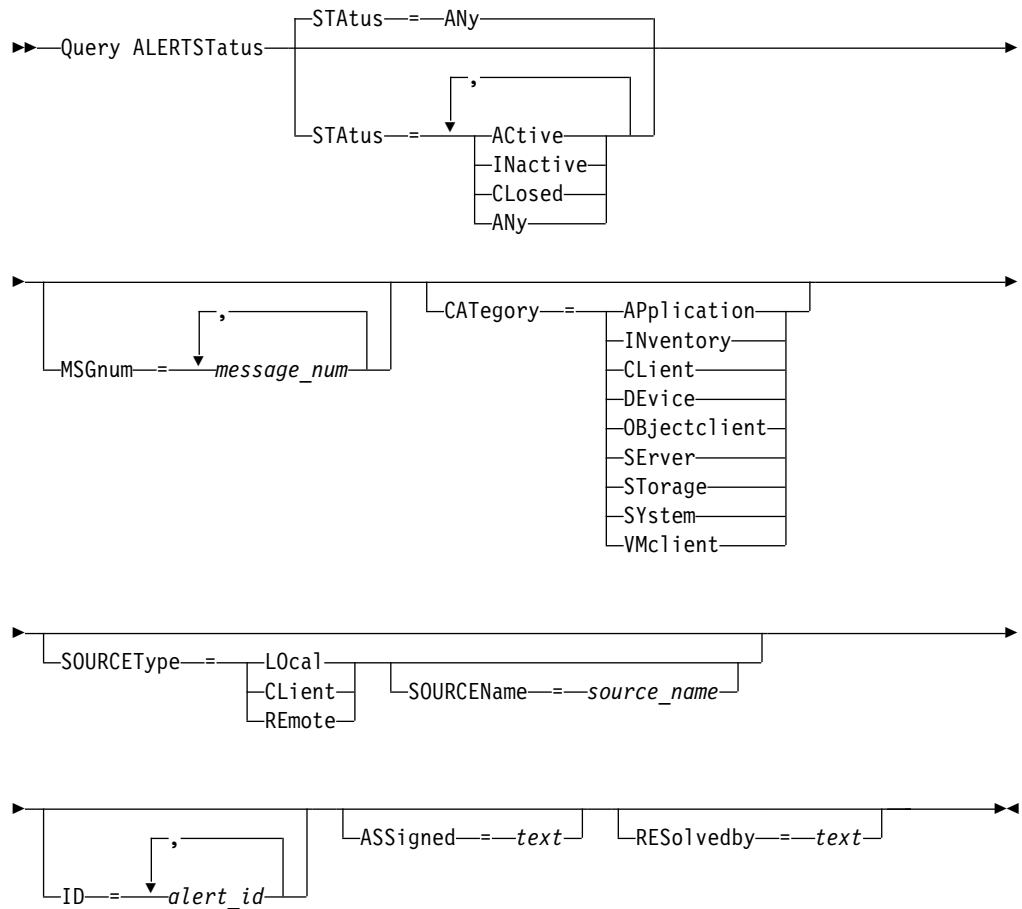 STAtus = ANy
Query ALERTSTatus
,
STAtus = ACtive
INactive
CLosed
ANy
,
MSGnum = message_num
CATegory = APplication
INventory
CLient
DEvice
OBjectclient
SErver
STorage
SYstem
VMclient
SOURCEType = LOcal
CLient
REmote
SOURCEName = source_name
,
ID = alert_id
ASSigned = text
RESolvedby = text